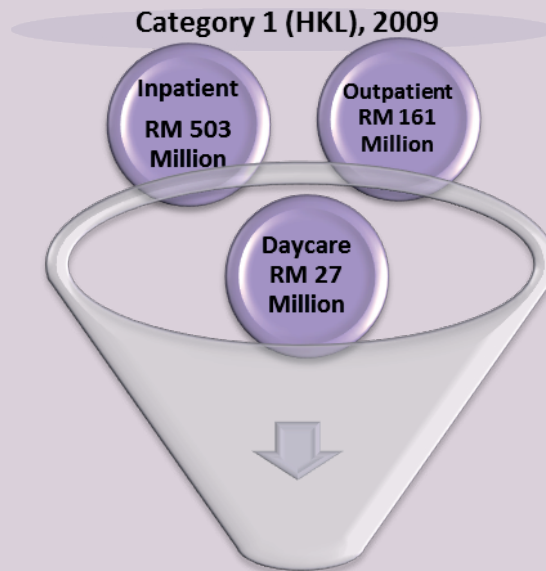 Category 1 (HKL), 2009
Inpatient
RM 503
Million
Outpatient
RM 161
Million
Daycare
RM 27
Million